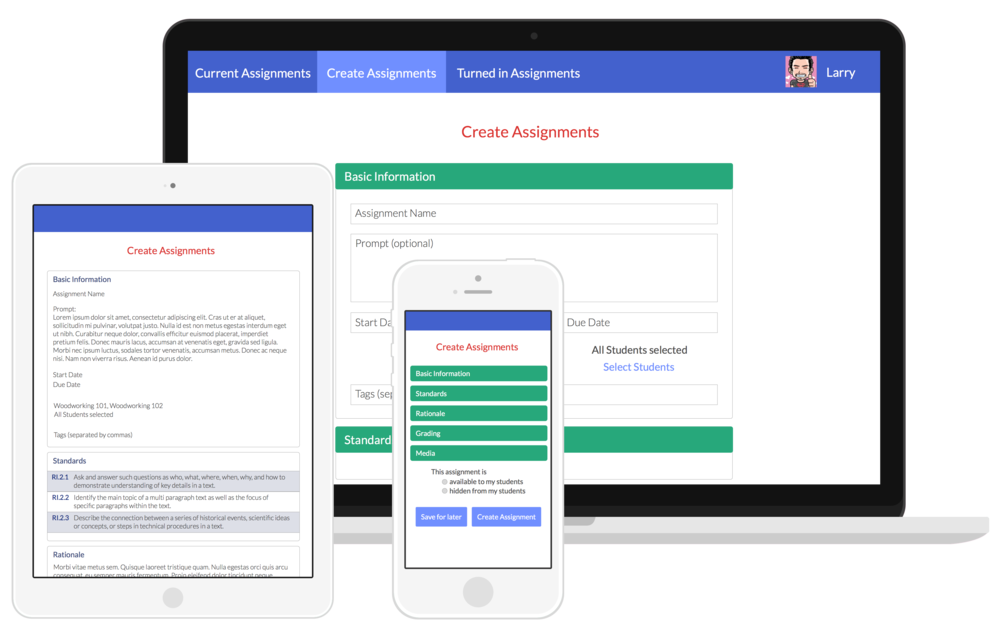 Current Assignments
Create Assignments
Turned in Assignments
Larry
Create Assignments
Basic Information
Assignment Name
Prompt (optional)
Start Da
Due Date
All Students selected
Select Students
Tags (sep
Standard
Create Assignments
Basic Information
Assignment Name
Prompt:
Lorem ipsum dolor sit amet, consectetur adipiscing elit. Cras ut er at aliquet,
sollicitudin mi pulvinar, volutpat justo. Nulla id est non metus egestas interdum eget
ut nibh. Curabitur neque dolor, convallis efficitur euismod placerat, imperdiet
pretium felis. Donec mauris lacus, accumsan at venenatis eget, gravida sed ligula.
Morbi nec ipsum luctus, sodales tortor venenatis, accumsan metus. Donec ac neque
nisi. Nam non viverra risus. Aenean id purus dolor.
Start Date
Due Date
Woodworking 101, Woodworking 102
All Students selected
Tags (separated by commas)
Standards
RI.2.1 Ask and answer such questions as who, what, where, when, why, and how to
demonstrate understanding of key details in a text.
RI.2.2 Identify the main topic of a multi paragraph text as well as the focus of
specific paragraphs within the text.
RI.2.3 Describe the connection between a series of historical events, scientific ideas
or concepts, or steps in technical procedures in a text.
Rationale
Morbi vitae metus sem. Quisque laoreet tristique quam. Nulla egestas orci quis arcu
consequat, eu semper mauris fermentum. Proin eleifend dolor tincidunt neque
Create Assignments
Basic Information
Standards
Rationale
Grading
Media
This assignment is
available to my students
hidden from my students
Save for later
Create Assignment